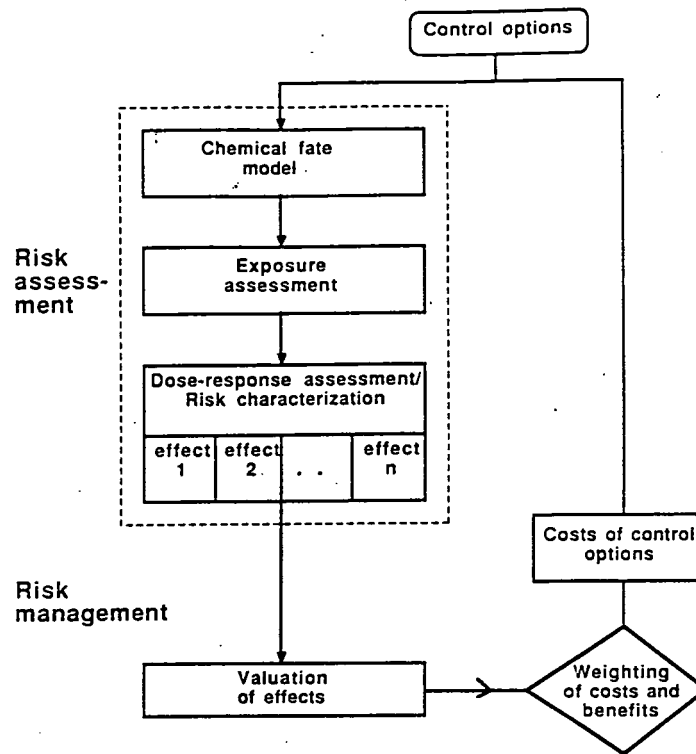 Control options
Chemical fate
model
Risk
assess-
ment
Exposure
assessment
Dose-response assessment/
Risk characterization
effect effect . . effect
1 2 n
Costs of control
options
Risk
management
Valuation
of effects
Weighting
of costs and
benefits